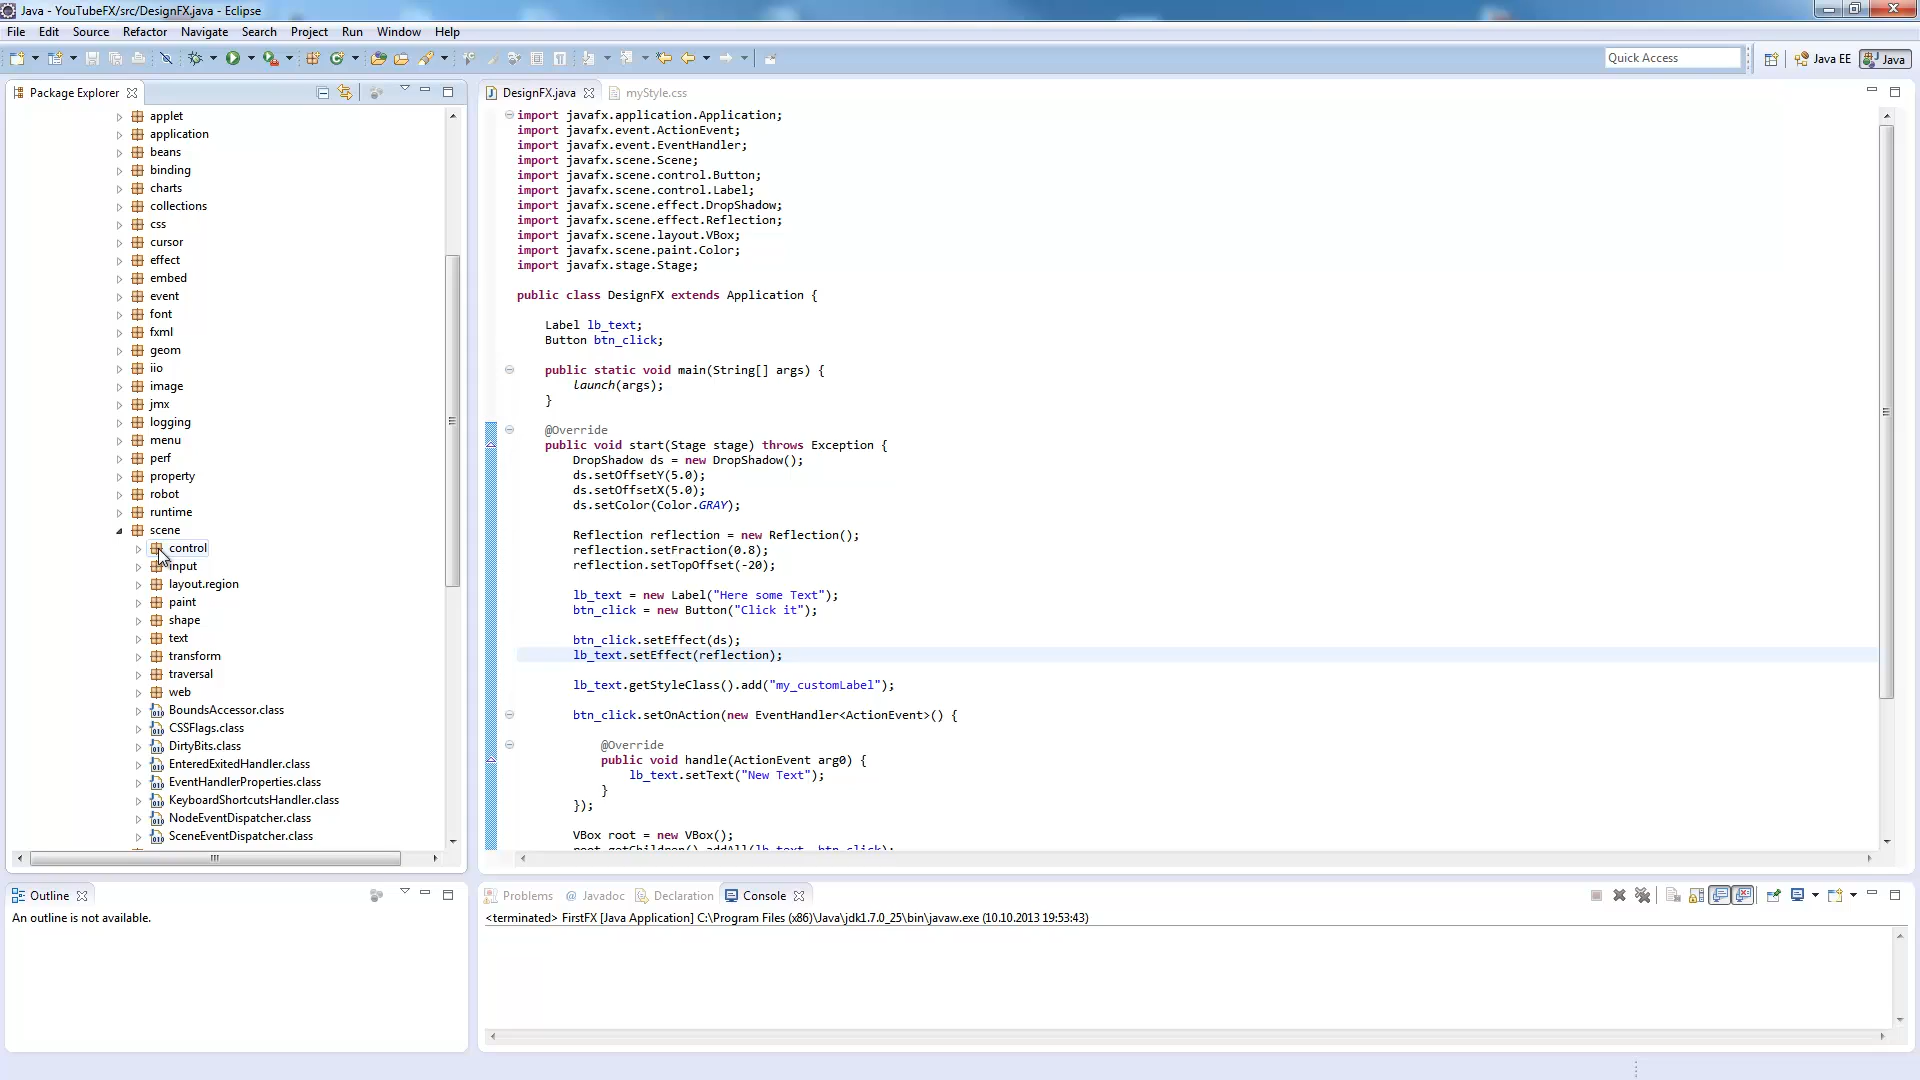 Java - YouTubeFX/src/DesignFX.java - Eclipse
File Edit Source Refactor Navigate Search Project Run Window Help
Quick Access
Java EE
Java
Package Explorer
applet
application
beans
binding
charts
collections
css
cursor
effect
embed
event
font
fxml
geom
iio
image
jmx
logging
menu
perf
property
robot
runtime
scene
control
input
layout.region
paint
shape
text
transform
traversal
web
BoundsAccessor.class
CSSFlags.class
DirtyBits.class
EnteredExitedHandler.class
EventHandlerProperties.class
KeyboardShortcutsHandler.class
NodeEventDispatcher.class
SceneEventDispatcher.class
DesignFX.java
myStyle.css
import javafx.application.Application;
import javafx.event.ActionEvent;
import javafx.event.EventHandler;
import javafx.scene.Scene;
import javafx.scene.control.Button;
import javafx.scene.control.Label;
import javafx.scene.effect.DropShadow;
import javafx.scene.effect.Reflection;
import javafx.scene.layout.VBox;
import javafx.scene.paint.Color;
import javafx.stage.Stage;
public class DesignFX extends Application {
Label lb_text;
Button btn_click;
public static void main(String[] args) {
launch(args);
}
@Override
public void start(Stage stage) throws Exception {
DropShadow ds = new DropShadow();
ds.setOffsetY(5.0);
ds.setOffsetX(5.0);
ds.setColor(Color.GRAY);
Reflection reflection = new Reflection();
reflection.setFraction(0.8);
reflection.setTopOffset(-20);
lb_text = new Label("Here some Text");
btn_click = new Button("Click it");
btn_click.setEffect(ds);
lb_text.setEffect(reflection);
lb_text.getStyleClass().add("my_customLabel");
btn_click.setOnAction(new EventHandler<ActionEvent>() {
@Override
public void handle(ActionEvent arg0) {
lb_text.setText("New Text");
}
});
VBox root = new VBox();
root.getChildren().addAll(lb_text, btn_click);
Outline
An outline is not available.
Problems
@ Javadoc
Declaration
Console
<terminated> FirstFX [Java Application] C:\Program Files (x86)\Java\jdk1.7.0_25\bin\javaw.exe (10.10.2013 19:53:43)